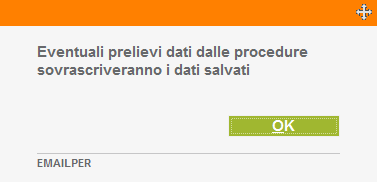 Eventuali prelievi dati dalle procedure
sovrascriveranno i dati salvati
OK
EMAILPER